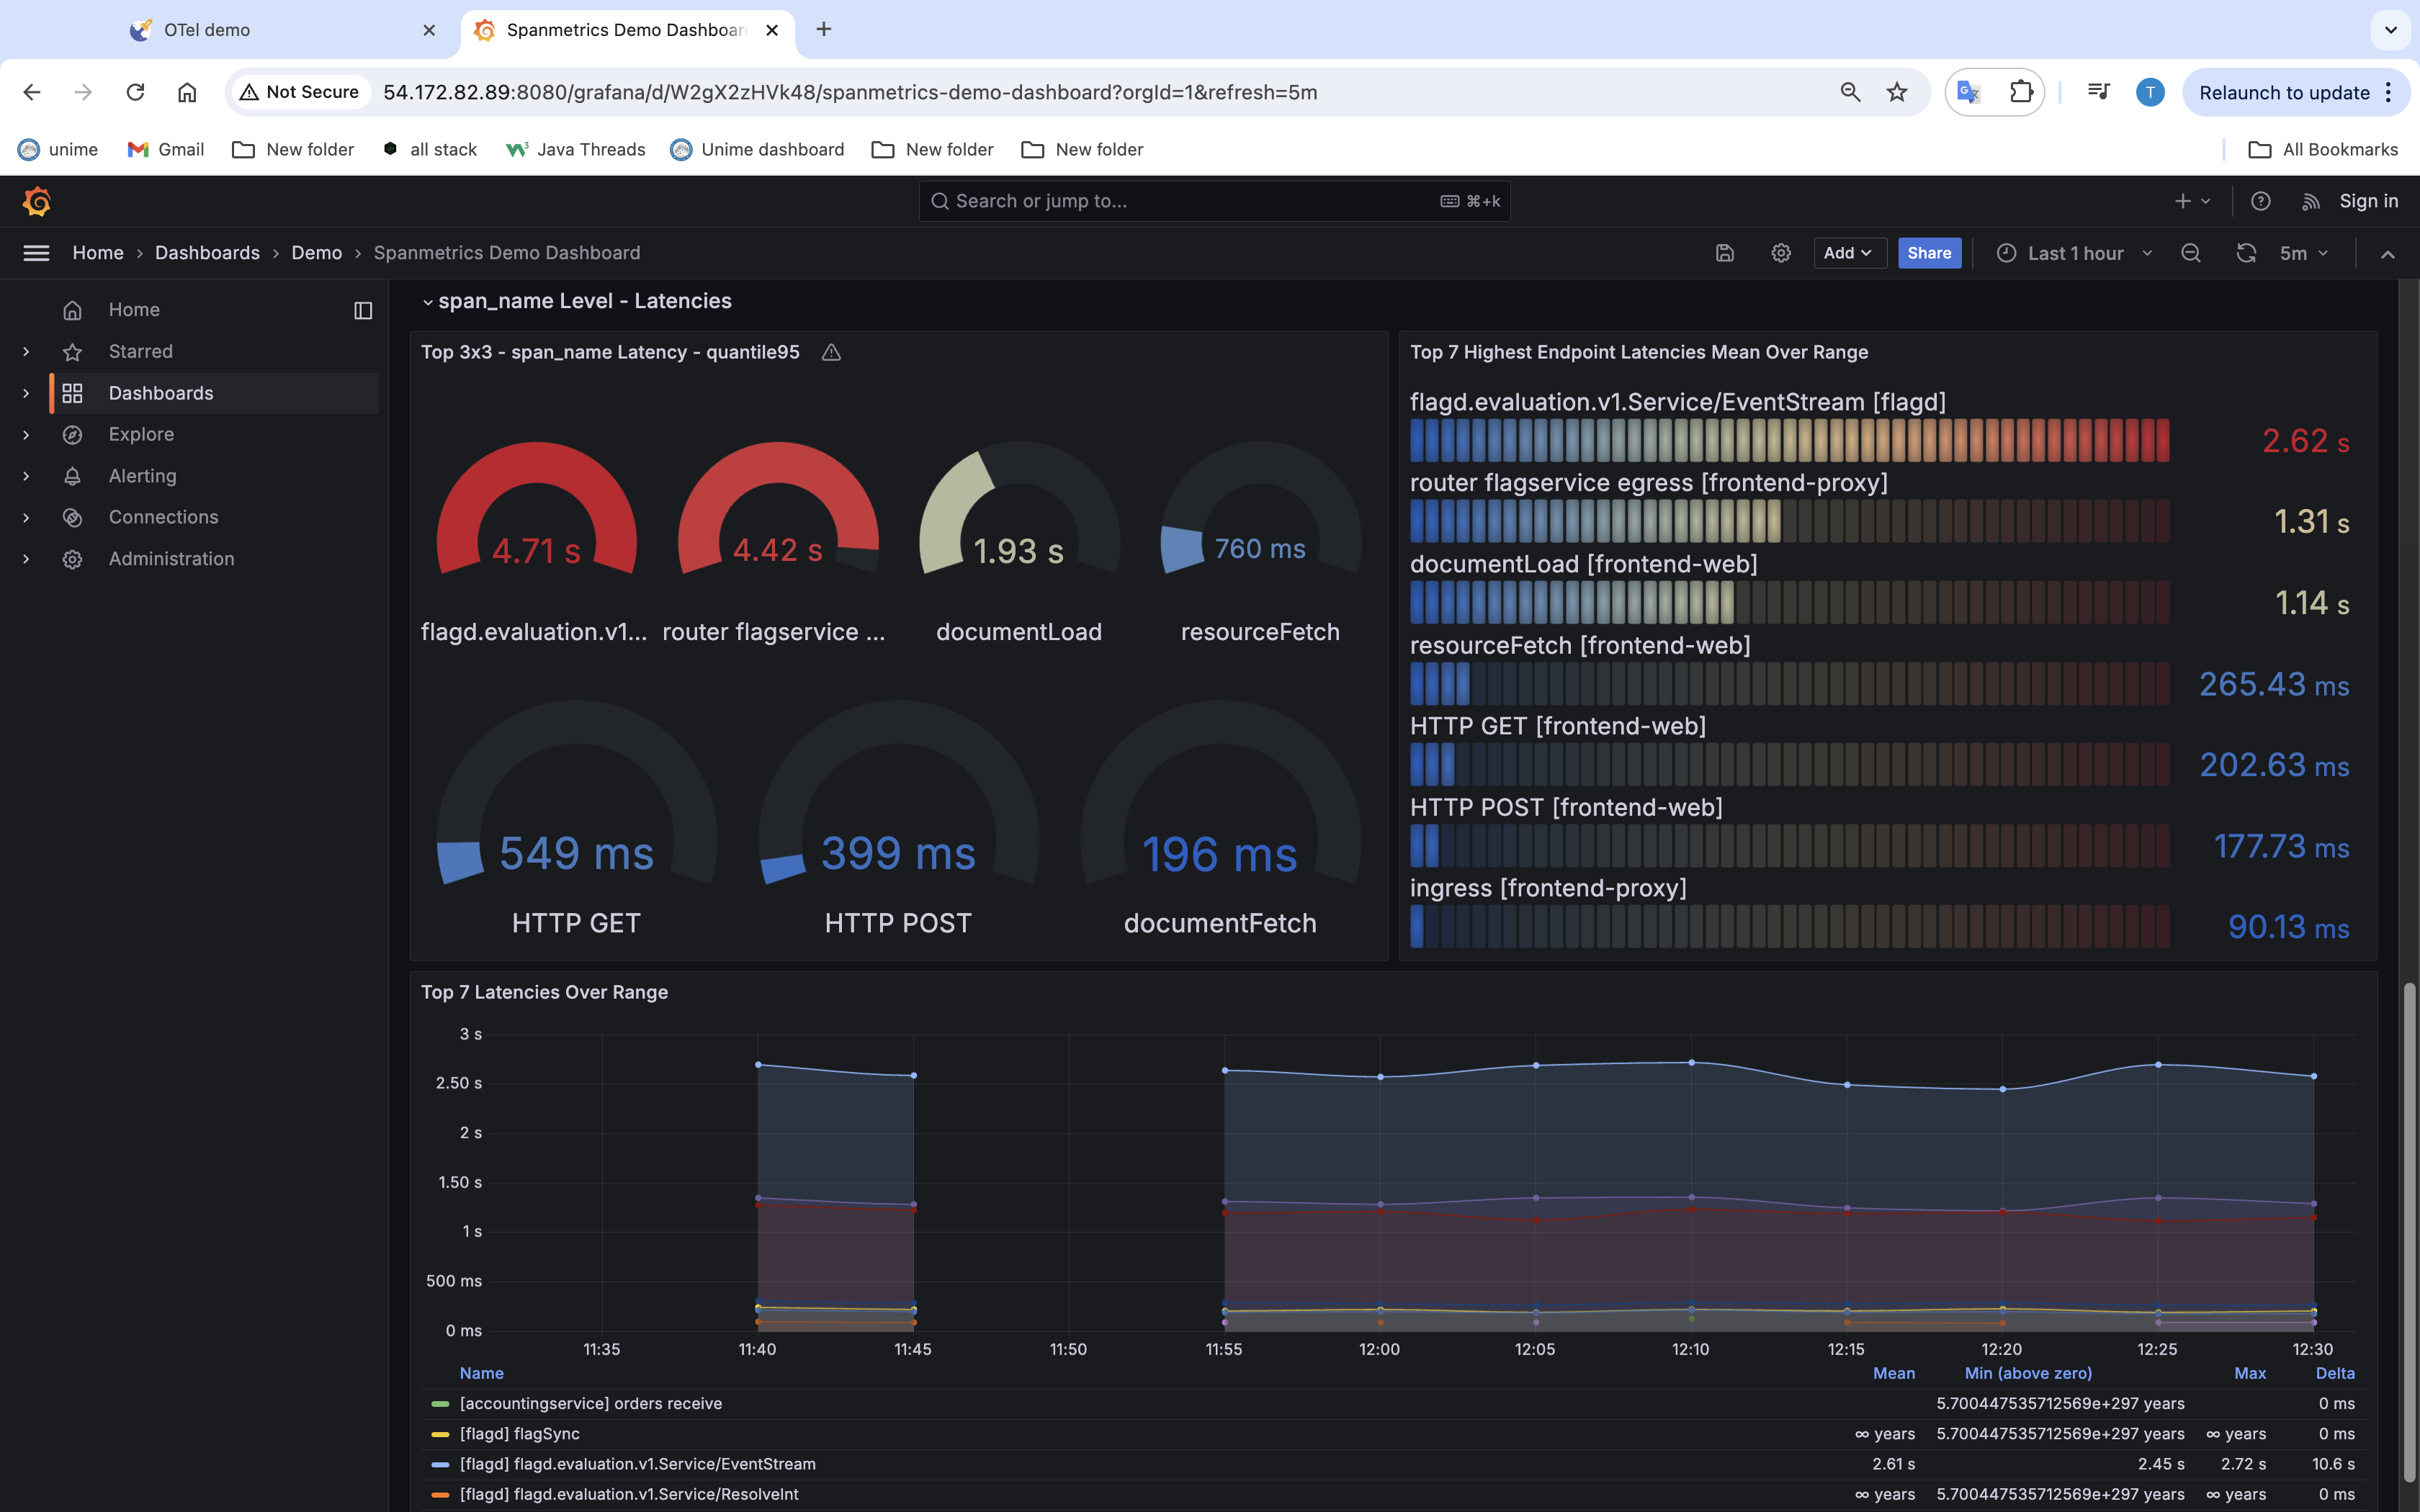 OTel demo
Spanmetrics Demo Dashboar
Not Secure 54.172.82.89:8080/grafana/d/W2gX2zHVk48/spanmetrics-demo-dashboard?orgId=1&refresh=5m T Relaunch to update
unime Gmail New folder all stack Java Threads Unime dashboard New folder New folder All Bookmarks
Search or jump to... ⌘+k Sign in
Home › Dashboards › Demo › Spanmetrics Demo Dashboard Add Share Last 1 hour 5m
Home
Starred
Dashboards
Explore
Alerting
Connections
Administration
span_name Level - Latencies
Top 3x3 - span_name Latency - quantile95
4.71 s 4.42 s 1.93 s 760 ms
flagd.evaluation.v1... router flagservice ... documentLoad resourceFetch
549 ms 399 ms 196 ms
HTTP GET HTTP POST documentFetch
Top 7 Highest Endpoint Latencies Mean Over Range
flagd.evaluation.v1.Service/EventStream [flagd]
2.62 s
router flagservice egress [frontend-proxy]
1.31 s
documentLoad [frontend-web]
1.14 s
resourceFetch [frontend-web]
265.43 ms
HTTP GET [frontend-web]
202.63 ms
HTTP POST [frontend-web]
177.73 ms
ingress [frontend-proxy]
90.13 ms
Top 7 Latencies Over Range
3 s
2.50 s
2 s
1.50 s
1 s
500 ms
0 ms
11:35 11:40 11:45 11:50 11:55 12:00 12:05 12:10 12:15 12:20 12:25 12:30
Name Mean Min (above zero) Max Delta
[accountingservice] orders receive 5.700447535712569e+297 years 0 ms
[flagd] flagSync ∞ years 5.700447535712569e+297 years ∞ years 0 ms
[flagd] flagd.evaluation.v1.Service/EventStream 2.61 s 2.45 s 2.72 s 10.6 s
[flagd] flagd.evaluation.v1.Service/ResolveInt ∞ years 5.700447535712569e+297 years ∞ years 0 ms